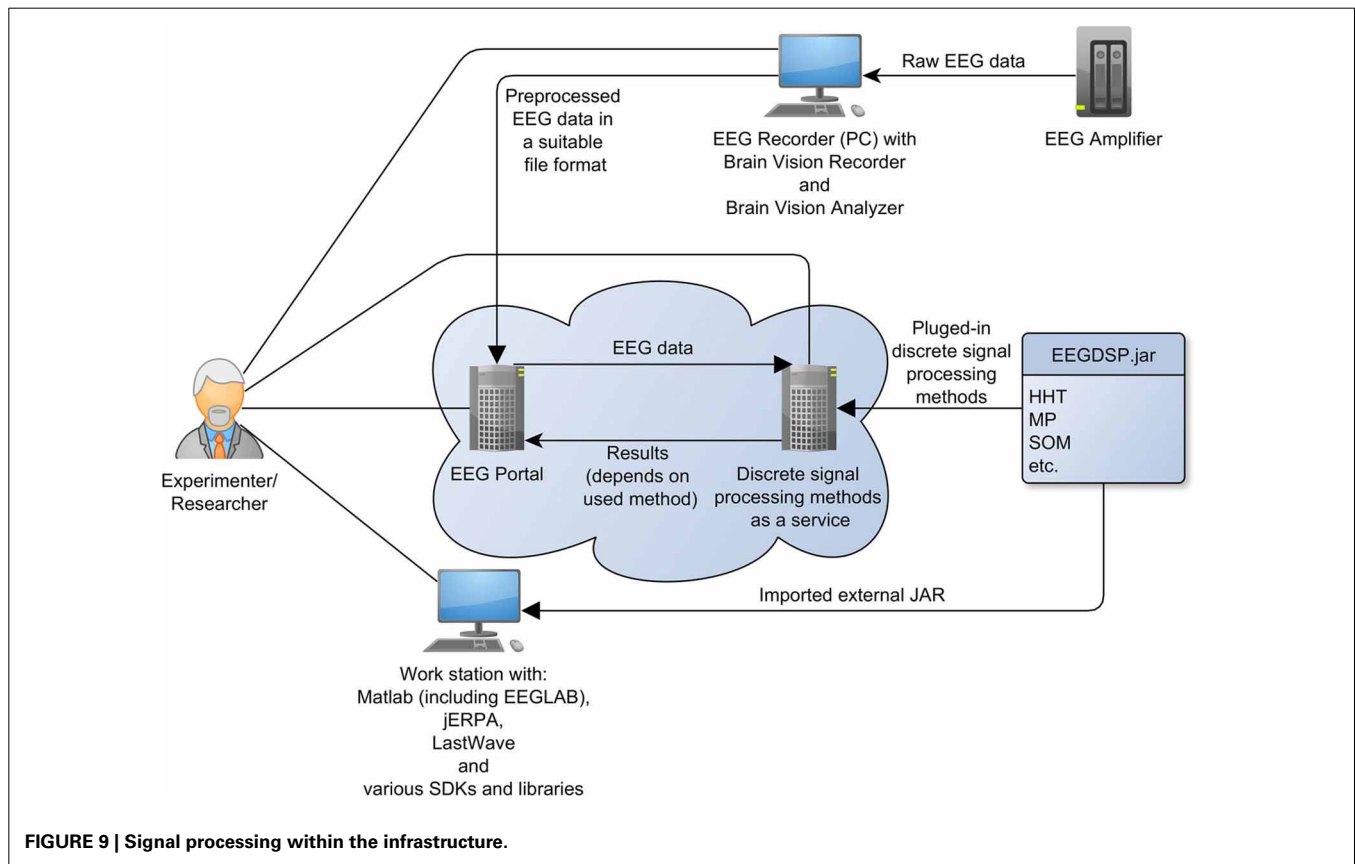 Raw EEG data
Preprocessed
EEG data in
a suitable
file format
EEG Recorder (PC) with
Brain Vision Recorder
and
Brain Vision Analyzer
EEG Amplifier
EEG data
Pluged-in
discrete signal
processing
methods
EEGDSP.jar
HHT
MP
SOM
etc.
Experimenter/
Researcher
EEG Portal
Results
(depends on
used method)
Discrete signal
processing methods
as a service
Imported external JAR
Work station with:
Matlab (including EEGLAB),
jERPA,
LastWave
and
various SDKs and libraries
FIGURE 9 | Signal processing within the infrastructure.